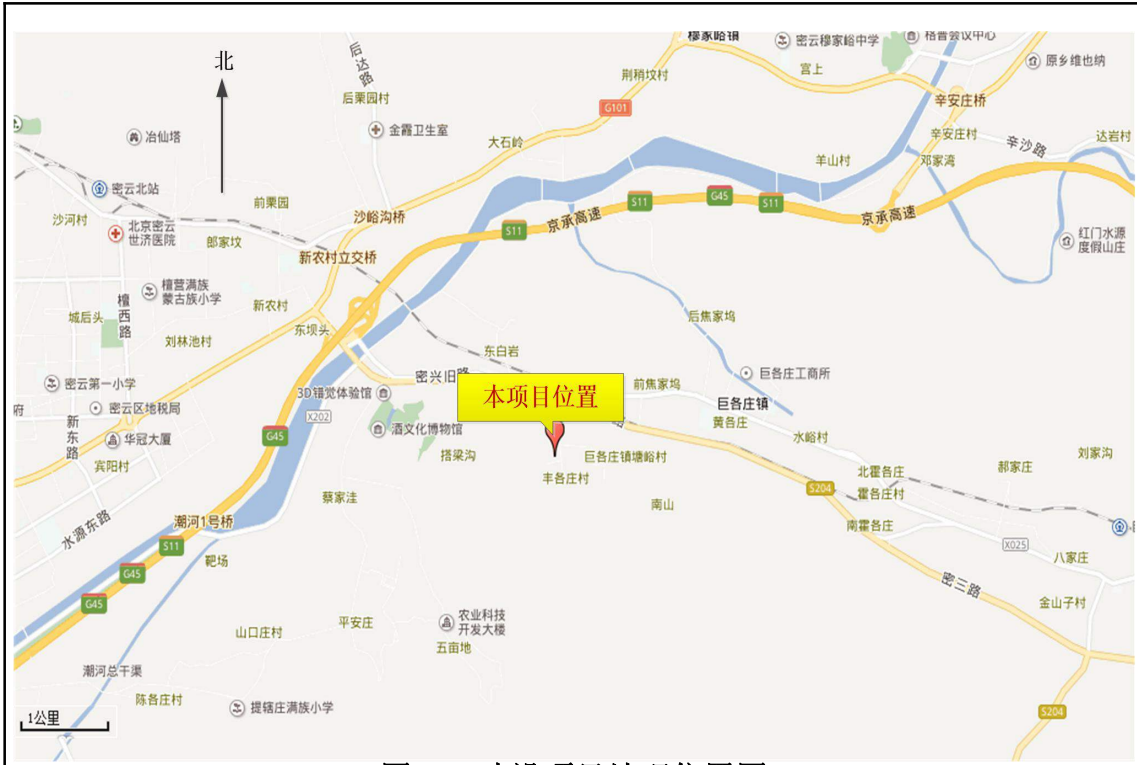 北
后达路
穆家峪镇
密云穆家峪中学
格普会议中心
原乡维也纳
荆稍坟村
宫上
后栗园村
G101
辛安庄桥
冶仙塔
金霞卫生室
大石岭
辛安庄村
辛沙路
达岩村
羊山村
邓家湾
密云北站
沙河村
前栗园
沙峪沟桥
S11
G45
S11
北京密云
世济医院
郎家坟
S11
京承高速
京承高速
红门水源
度假山庄
新农村立交桥
檀营满族
蒙古族小学
檀西路
新农村
城后头
刘林池村
东坝头
后焦家坞
东白岩
密云第一小学
密兴旧路
3D错觉体验馆
本项目位置
前焦家坞
巨各庄工商所
府
密云区地税局
X202
巨各庄镇
新东路
华冠大厦
G45
酒文化博物馆
黄各庄
水峪村
宾阳村
搭梁沟
巨各庄镇塘峪村
丰各庄村
北霍各庄
郝家庄
刘家沟
蔡家洼
南山
S204
霍各庄村
水源东路
潮河1号桥
南霍各庄
S11
X025
靶场
八家庄
G45
密三路
G45
金山子村
山口庄村
平安庄
农业科技
开发大楼
五亩地
潮河总干渠
陈各庄村
提辖庄满族小学
S204
1公里